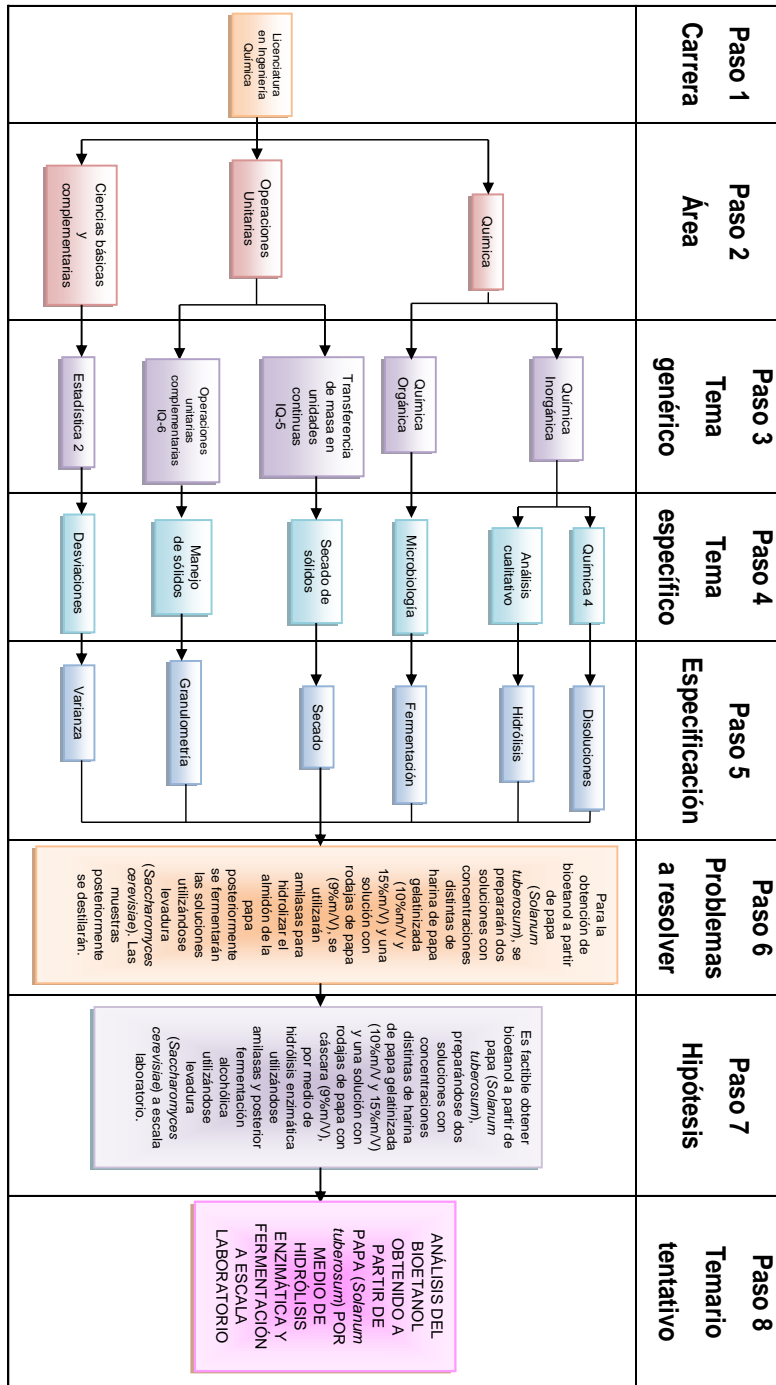 Paso 1
Carrera
Paso 2
Área
Paso 3
Tema
genérico
Paso 4
Tema
específico
Paso 5
Especificación
Paso 6
Problemas
a resolver
Paso 7
Hipótesis
Paso 8
Temario
tentativo
Licenciatura
en Ingeniería
Química
Química
Operaciones
Unitarias
Ciencias básicas
y
complementarias
Química
Inorgánica
Química
Orgánica
Transferencia
de masa en
unidades
continuas
IQ-5
Operaciones
unitarias
complementarias
IQ-6
Estadística 2
Química 4
Análisis
cualitativo
Microbiología
Secado de
sólidos
Manejo
de sólidos
Desviaciones
Disoluciones
Hidrólisis
Fermentación
Secado
Granulometría
Varianza
Para la
obtención de
bioetanol a partir
de papa
(Solanum
tuberosum), se
prepararán dos
soluciones con
distintas
concentraciones de
harina de papa
gelatinizada
(10%m/V y
15%m/V) y una
solución con
rodajas de papa
(9%m/V), se
utilizarán
amilasas para
hidrolizar el
almidón de la
papa
posteriormente
se fermentarán
las soluciones
utilizándose
levadura
(Saccharomyces
cerevisiae). Las
muestras
posteriormente
se destilarán.
Es factible obtener
bioetanol a partir de
papa (Solanum
tuberosum),
preparándose dos
soluciones con
concentraciones
distintas de harina
de papa gelatinizada
(10%m/V y 15%m/V)
y una solución con
rodajas de papa con
cáscara (9%m/V),
por medio de
hidrólisis enzimática
utilizándose
amilasas y posterior
fermentación
alcohólica
utilizándose
levadura
(Saccharomyces
cerevisiae) a escala
laboratorio.
ANÁLISIS DEL
BIOETANOL
OBTENIDO A
PARTIR DE
PAPA (Solanum
tuberosum) POR
MEDIO DE
HIDRÓLISIS
ENZIMÁTICA Y
FERMENTACIÓN
A ESCALA
LABORATORIO